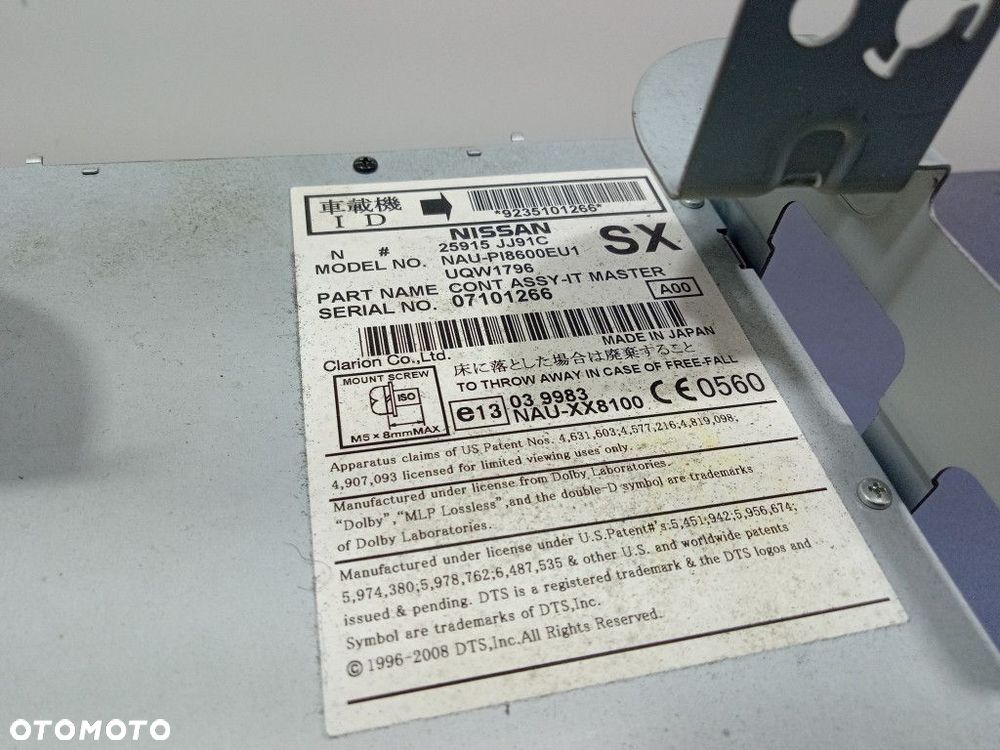 車載機
I D
*9235101266*
NISSAN
N # 25915 JJ91C
SX
MODEL NO. NAU-PI8600EU1
UQW1796
PART NAME CONT ASSY-IT MASTER
SERIAL NO. 07101266
A00
MADE IN JAPAN
Clarion Co.,Ltd.
床に落とした場合は廃棄すること
TO THROW AWAY IN CASE OF FREE-FALL
MOUNT SCREW
ISO
M5×8mmMAX
e13
03 9983
NAU-XX8100
CE0560
Apparatus claims of US Patent Nos. 4,631,603;4,577,216;4,819,098,
4,907,093 licensed for limited viewing uses only.
Manufactured under license from Dolby Laboratories.
"Dolby","MLP Lossless",and the double-D symbol are trademarks
of Dolby Laboratories.
Manufactured under license under U.S.Patent#'s:5,451,942;5,956,674;
5,974,380;5,978,762;6,487,535 & other U.S. and worldwide patents
issued & pending. DTS is a registered trademark & the DTS logos and
Symbol are trademarks of DTS,Inc.
©1996-2008 DTS,Inc.All Rights Reserved.
OTOMOTO